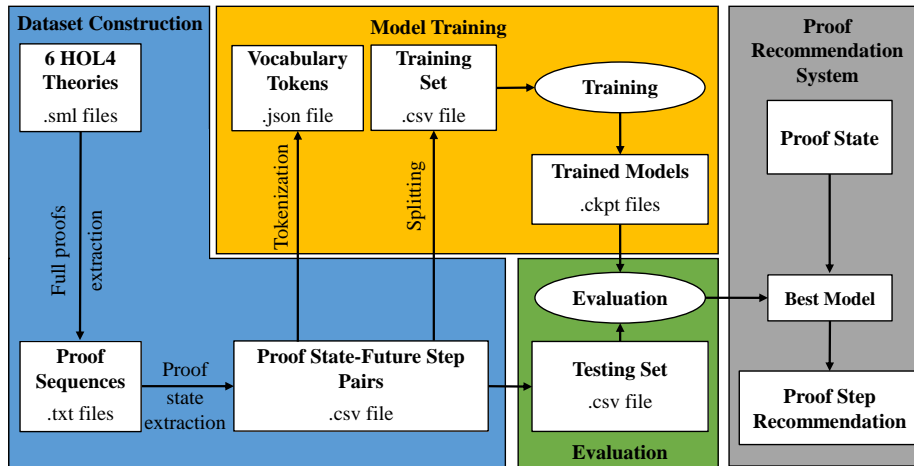 Dataset Construction
6 HOL4
Theories
.sml files
Full proofs
extraction
Proof
Sequences
.txt files
Proof
state
extraction
Proof State-Future Step
Pairs
.csv file
Tokenization
Splitting
Model Training
Vocabulary
Tokens
.json file
Training
Set
.csv file
Training
Trained Models
.ckpt files
Evaluation
Testing Set
.csv file
Evaluation
Proof
Recommendation
System
Proof State
Best Model
Proof Step
Recommendation